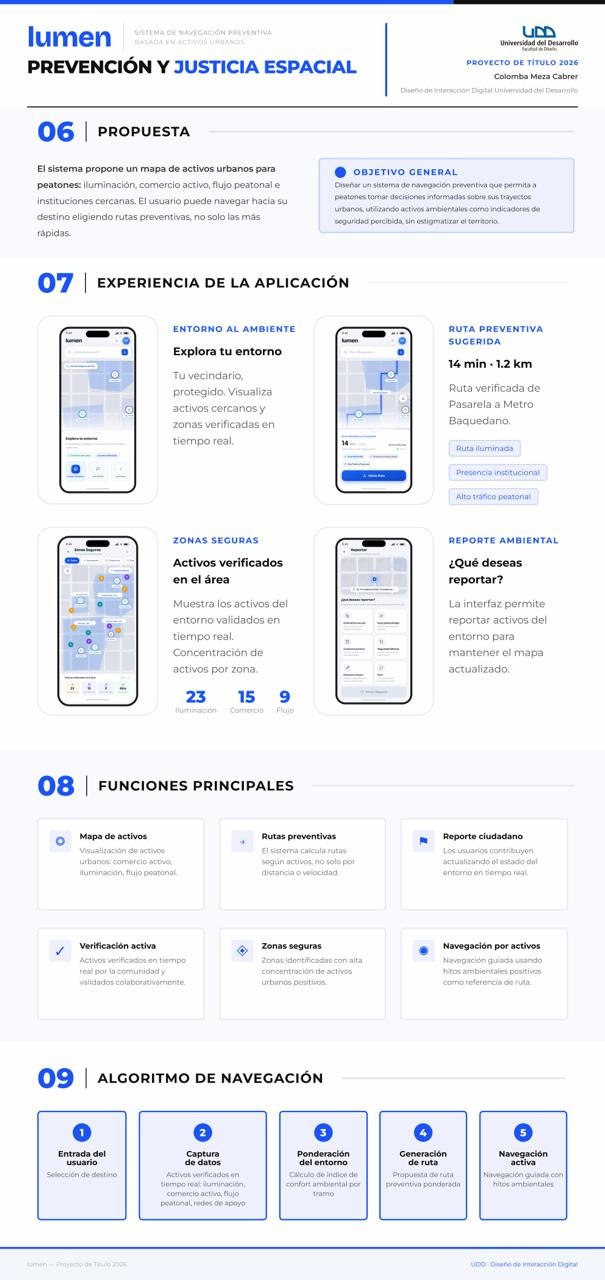 lumen
SISTEMA DE NAVEGACIÓN PREVENTIVA
BASADA EN ACTIVOS URBANOS
PREVENCIÓN Y JUSTICIA ESPACIAL
UDD
Universidad del Desarrollo
Facultad de Diseño
PROYECTO DE TÍTULO 2026
Colomba Meza Cabrer
Diseño de Interacción Digital Universidad del Desarrollo
06
PROPUESTA
El sistema propone un mapa de activos urbanos para
peatones: iluminación, comercio activo, flujo peatonal e
instituciones cercanas. El usuario puede navegar hacia su
destino eligiendo rutas preventivas, no solo las más
rápidas.
OBJETIVO GENERAL
Diseñar un sistema de navegación preventiva que permita a
peatones tomar decisiones informadas sobre sus trayectos
urbanos, utilizando activos ambientales como indicadores de
seguridad percibida, sin estigmatizar el territorio.
07
EXPERIENCIA DE LA APLICACIÓN
lumen
Explora tu entorno
ENTORNO AL AMBIENTE
Explora tu entorno
Tu vecindario,
protegido. Visualiza
activos cercanos y
zonas verificadas en
tiempo real.
lumen
14
Iniciar Ruta
RUTA PREVENTIVA
SUGERIDA
14 min · 1.2 km
Ruta verificada de
Pasarela a Metro
Baquedano.
Ruta iluminada
Presencia institucional
Alto tráfico peatonal
Zonas Seguras
ZONAS SEGURAS
Activos verificados
en el área
Muestra los activos del
entorno validados en
tiempo real.
Concentración de
activos por zona.
23
15
9
Iluminación
Comercio
Flujo
Reportar
¿Qué deseas reportar?
REPORTE AMBIENTAL
¿Qué deseas
reportar?
La interfaz permite
reportar activos del
entorno para
mantener el mapa
actualizado.
08
FUNCIONES PRINCIPALES
Mapa de activos
Visualización de activos
urbanos: comercio activo,
iluminación, flujo peatonal.
Rutas preventivas
El sistema calcula rutas
según activos, no solo por
distancia o velocidad.
Reporte ciudadano
Los usuarios contribuyen
actualizando el estado del
entorno en tiempo real.
Verificación activa
Activos verificados en tiempo
real por la comunidad y
validados colaborativamente.
Zonas seguras
Zonas identificadas con alta
concentración de activos
urbanos positivos.
Navegación por activos
Navegación guiada usando
hitos ambientales positivos
como referencia de ruta.
09
ALGORITMO DE NAVEGACIÓN
1
Entrada del
usuario
Selección de destino
2
Captura
de datos
Activos verificados en
tiempo real: iluminación,
comercio activo, flujo
peatonal, redes de apoyo
3
Ponderación
del entorno
Cálculo de índice de
confort ambiental por
tramo
4
Generación
de ruta
Propuesta de ruta
preventiva ponderada
5
Navegación
activa
Navegación guiada con
hitos ambientales
lumen — Proyecto de Título 2026
UDD · Diseño de Interacción Digital